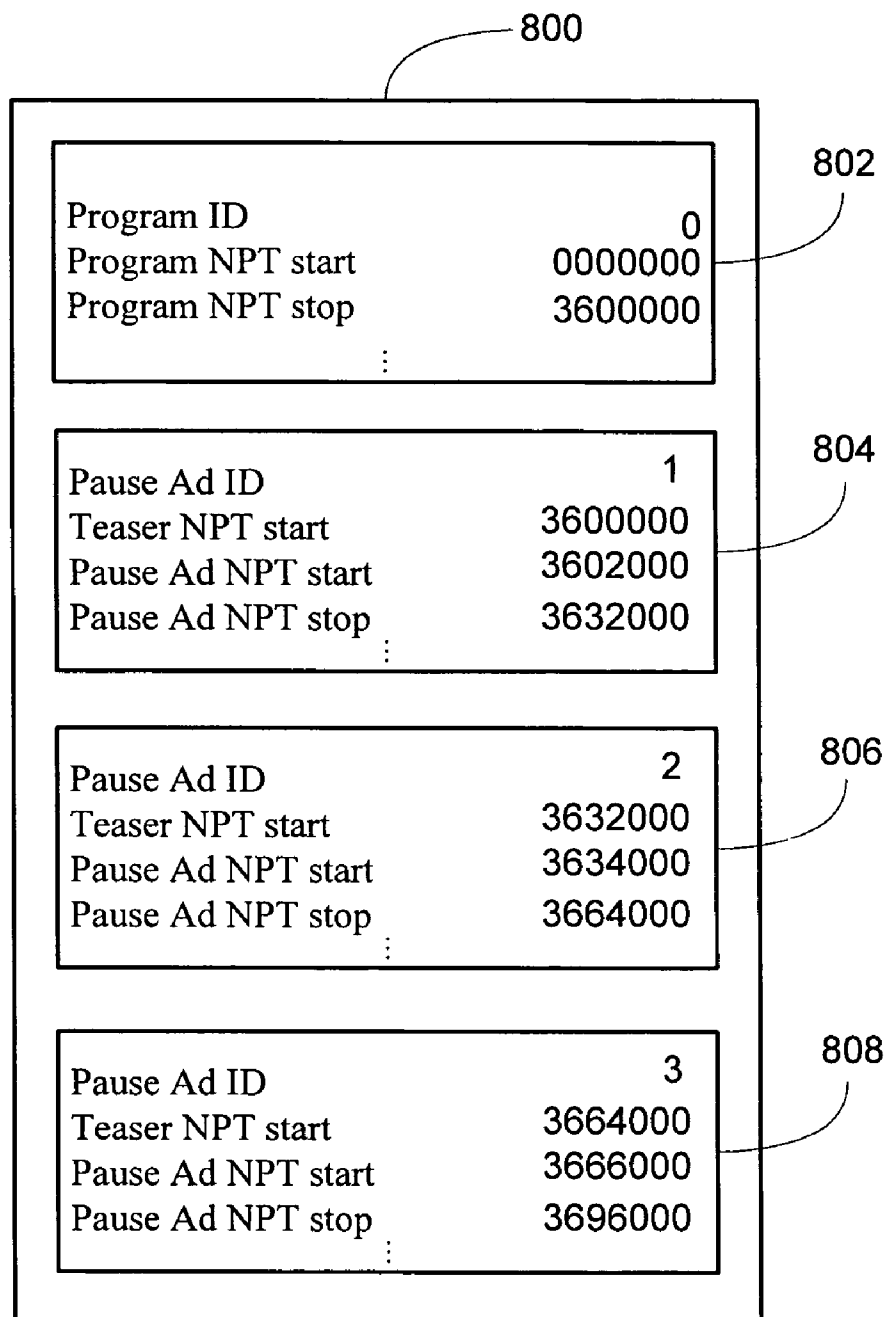 800
802
Program ID 0
Program NPT start 0000000
Program NPT stop 3600000
⋮
804
Pause Ad ID 1
Teaser NPT start 3600000
Pause Ad NPT start 3602000
Pause Ad NPT stop 3632000
⋮
806
Pause Ad ID 2
Teaser NPT start 3632000
Pause Ad NPT start 3634000
Pause Ad NPT stop 3664000
⋮
808
Pause Ad ID 3
Teaser NPT start 3664000
Pause Ad NPT start 3666000
Pause Ad NPT stop 3696000
⋮